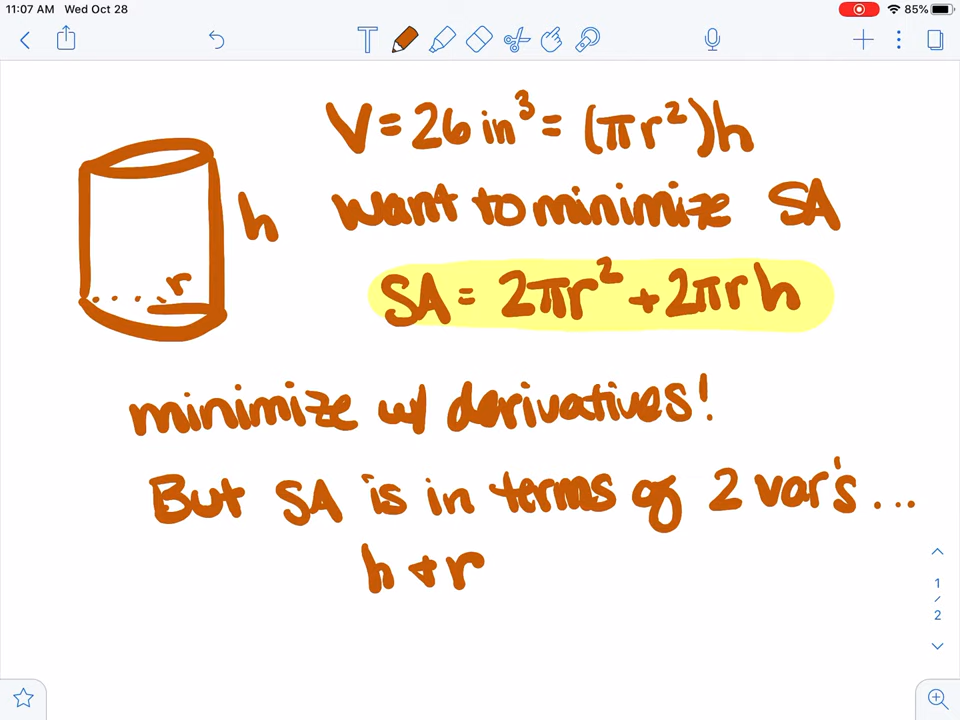 11:07 AM Wed Oct 28
85%
T
V = 26 in³ = (πr²)h
want to minimize SA
h
r
SA = 2πr² + 2πrh
minimize w/ derivatives!
But SA is in terms of 2 var's...
h + r
1
/
2